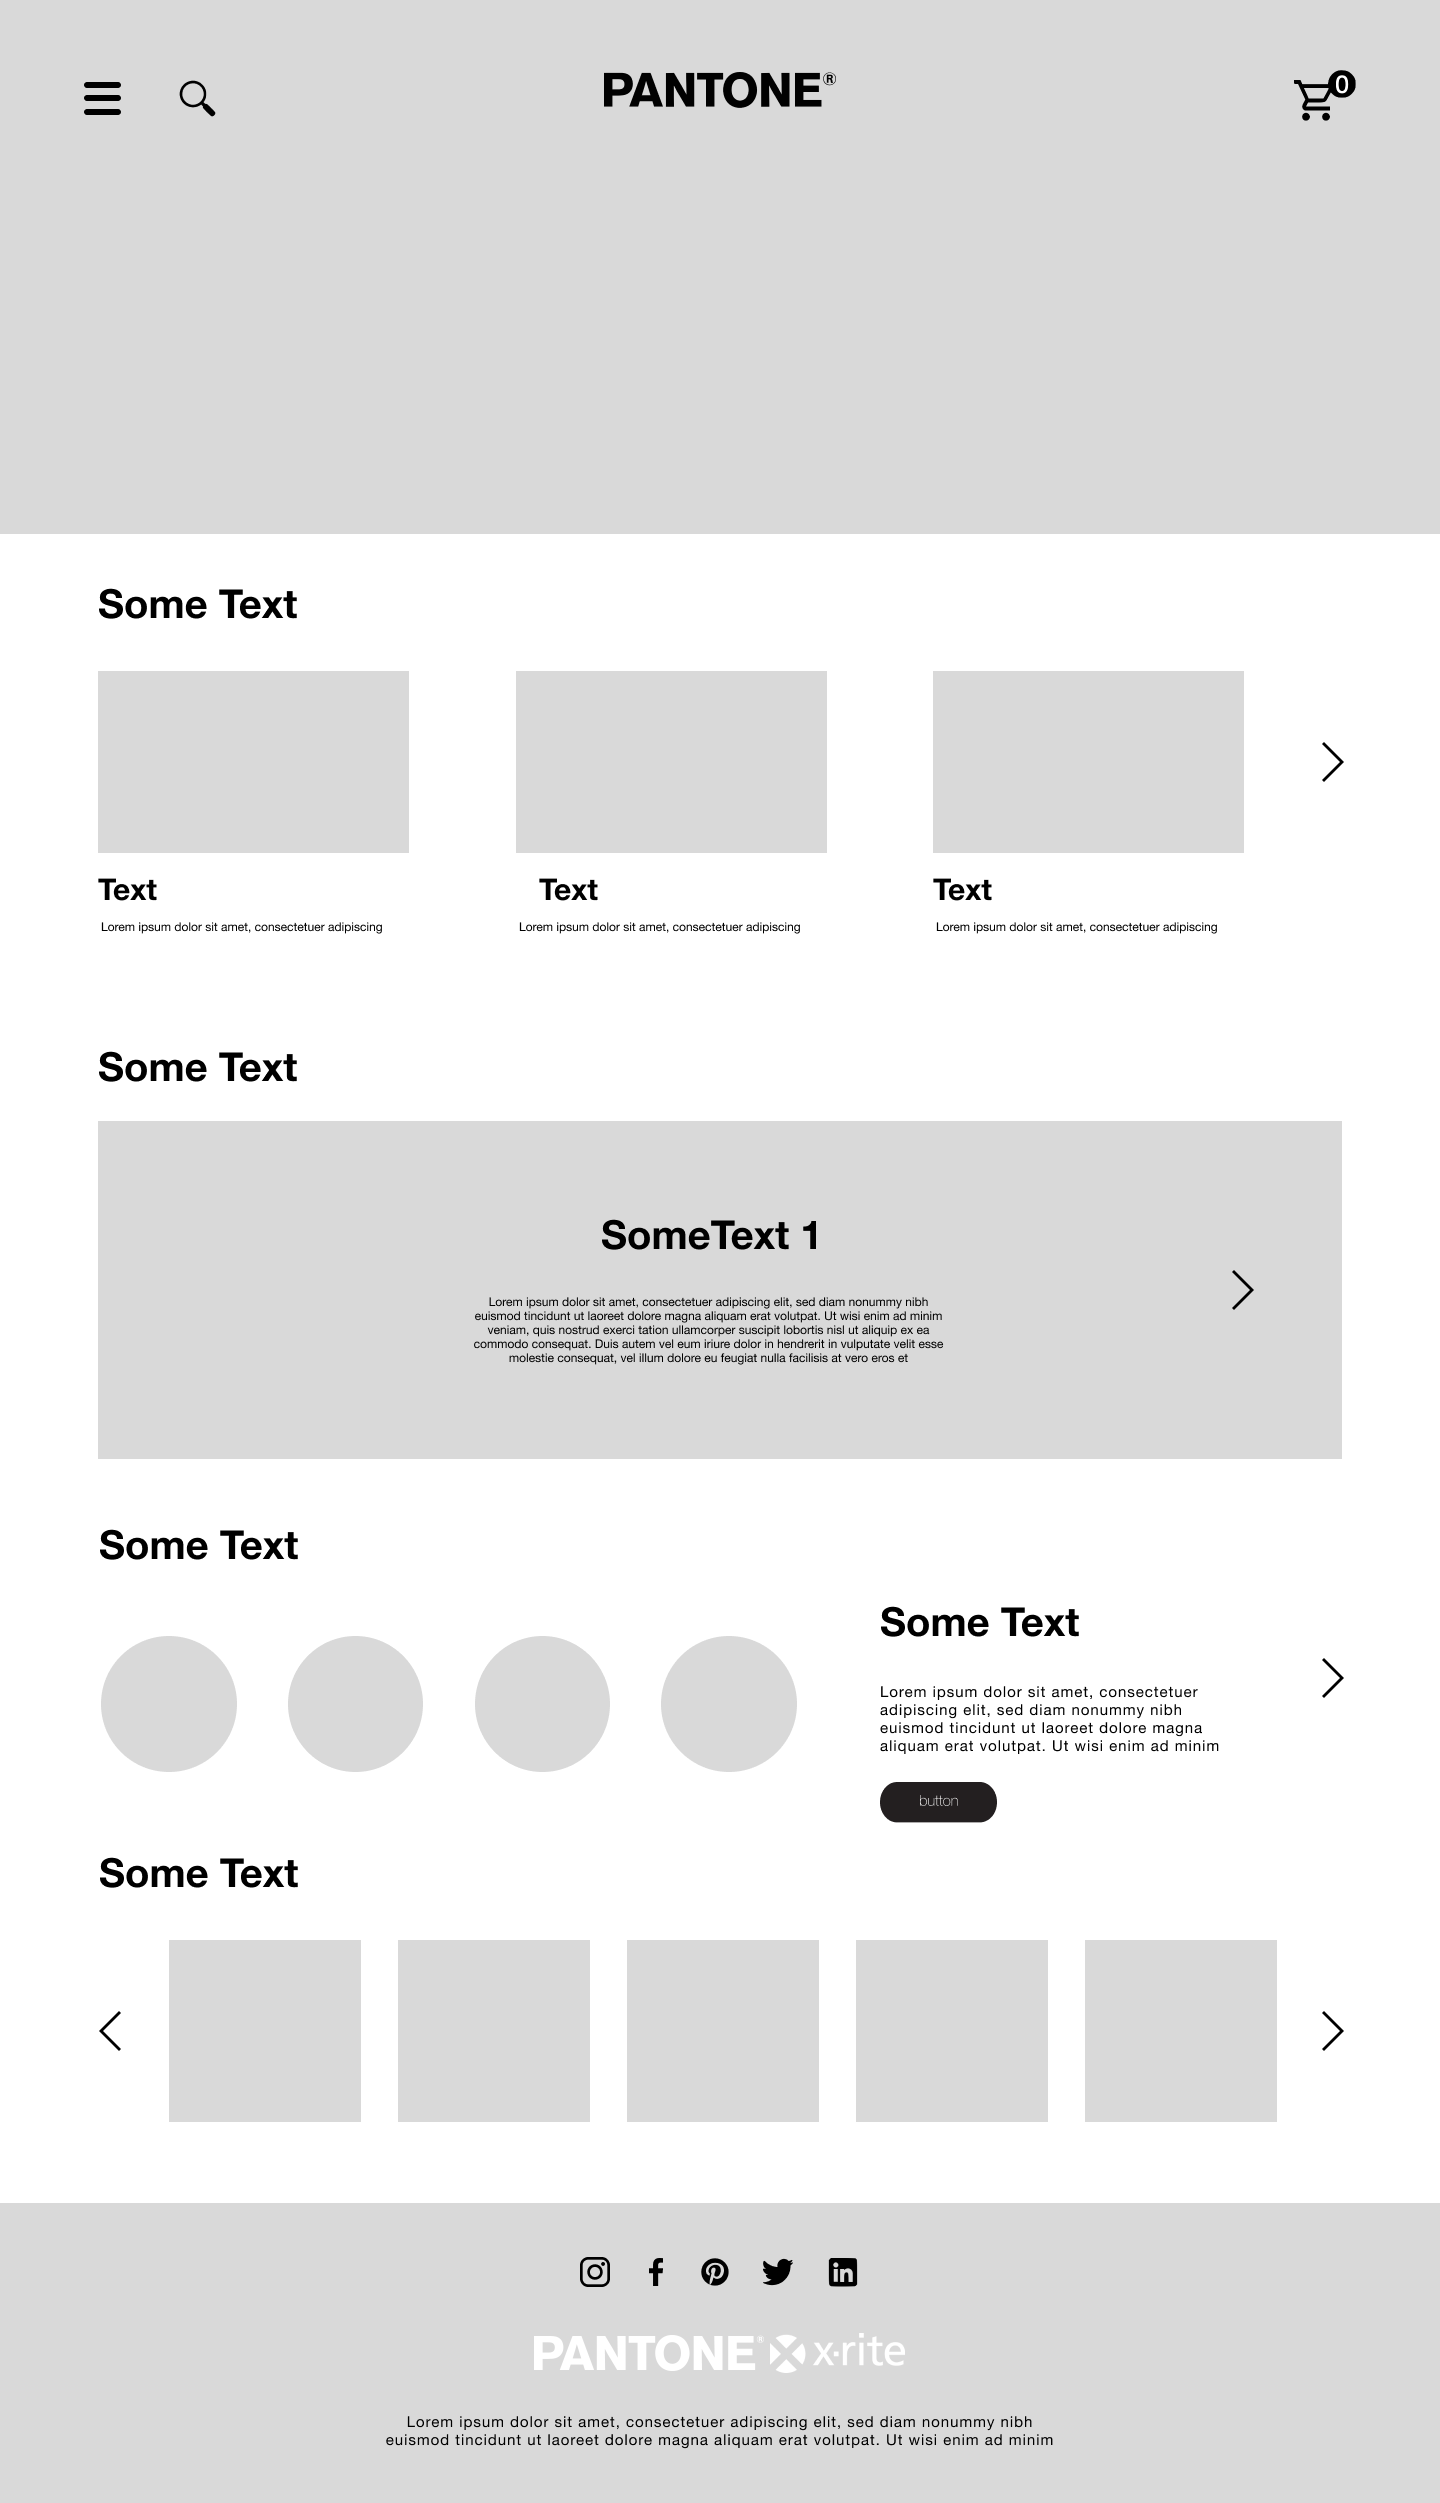 PANTONE®
0
Some Text
Text
Lorem ipsum dolor sit amet, consectetuer adipiscing
Text
Lorem ipsum dolor sit amet, consectetuer adipiscing
Text
Lorem ipsum dolor sit amet, consectetuer adipiscing
Some Text
SomeText 1
Lorem ipsum dolor sit amet, consectetuer adipiscing elit, sed diam nonummy nibh
euismod tincidunt ut laoreet dolore magna aliquam erat volutpat. Ut wisi enim ad minim
veniam, quis nostrud exerci tation ullamcorper suscipit lobortis nisl ut aliquip ex ea
commodo consequat. Duis autem vel eum iriure dolor in hendrerit in vulputate velit esse
molestie consequat, vel illum dolore eu feugiat nulla facilisis at vero eros et
Some Text
Some Text
Lorem ipsum dolor sit amet, consectetuer
adipiscing elit, sed diam nonummy nibh
euismod tincidunt ut laoreet dolore magna
aliquam erat volutpat. Ut wisi enim ad minim
button
Some Text
PANTONE® x·rite
Lorem ipsum dolor sit amet, consectetuer adipiscing elit, sed diam nonummy nibh
euismod tincidunt ut laoreet dolore magna aliquam erat volutpat. Ut wisi enim ad minim